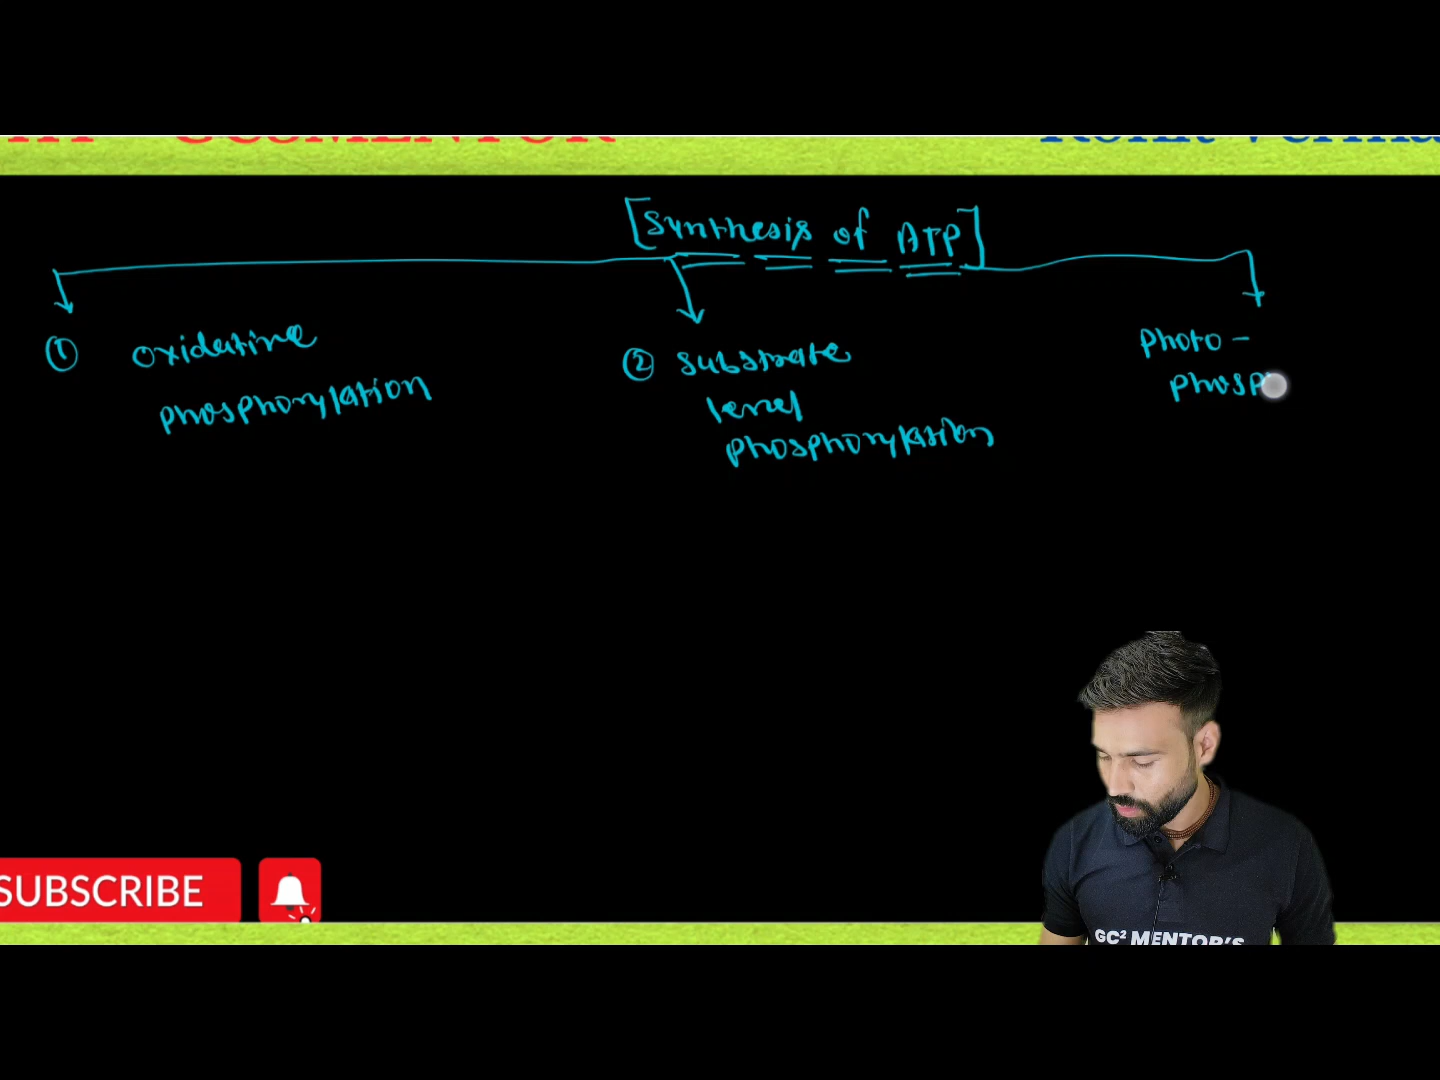 [Synthesis of ATP]
① oxidative
phosphorylation
② substrate
level
phosphorylation
photo -
phosp
SUBSCRIBE
GC² MENTOR'S